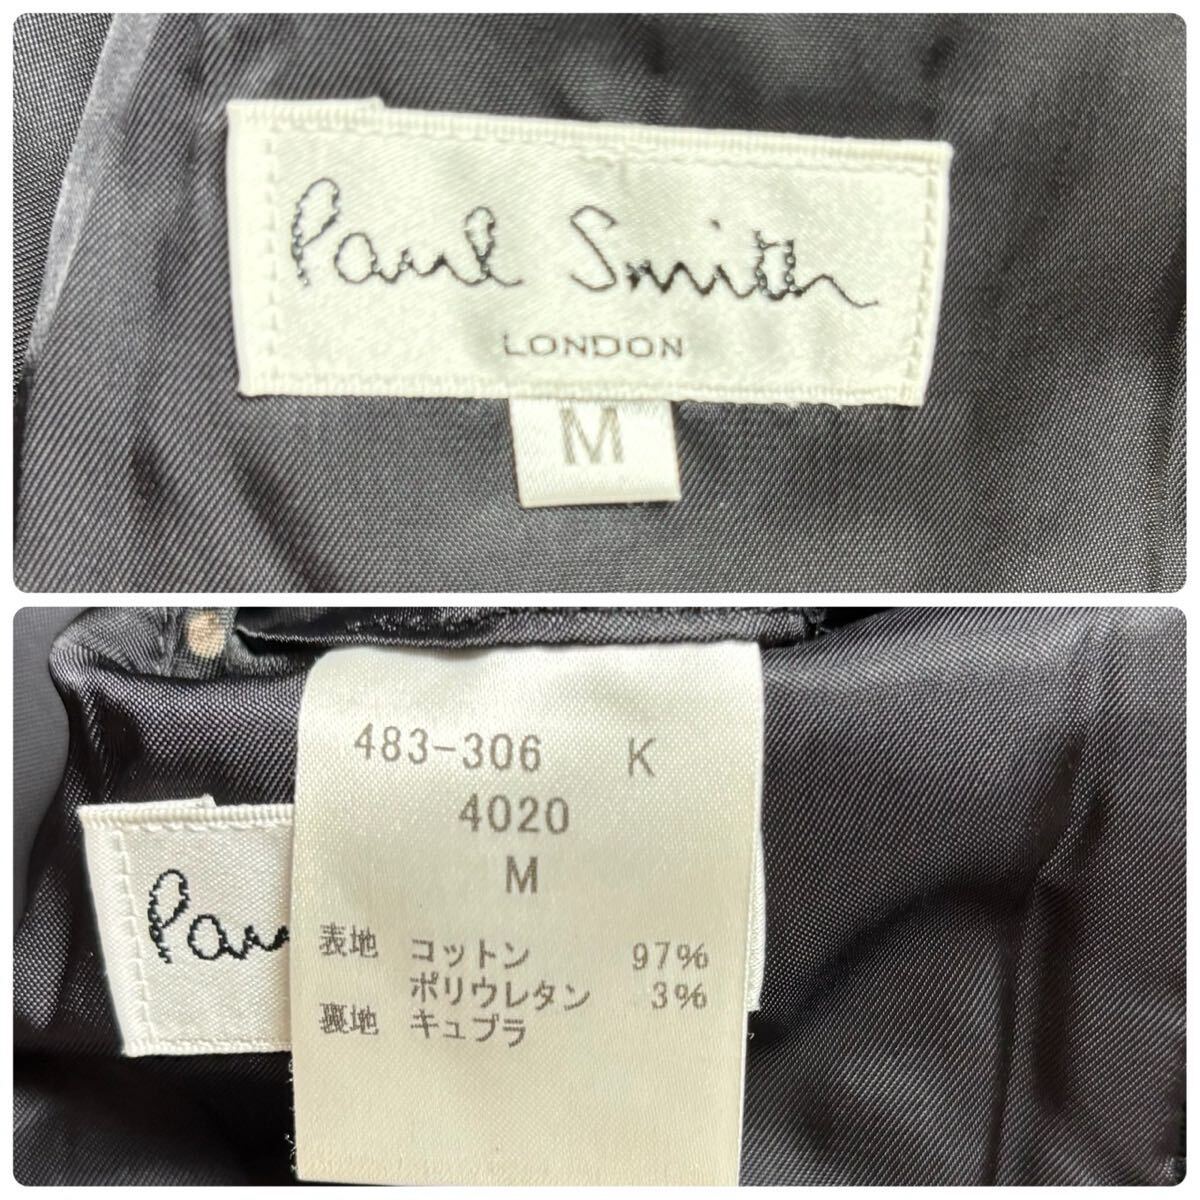 Paul Smith
LONDON
M
483-306 K
4020
M
Pau
表地 コットン 97%
ポリウレタン 3%
裏地 キュプラ